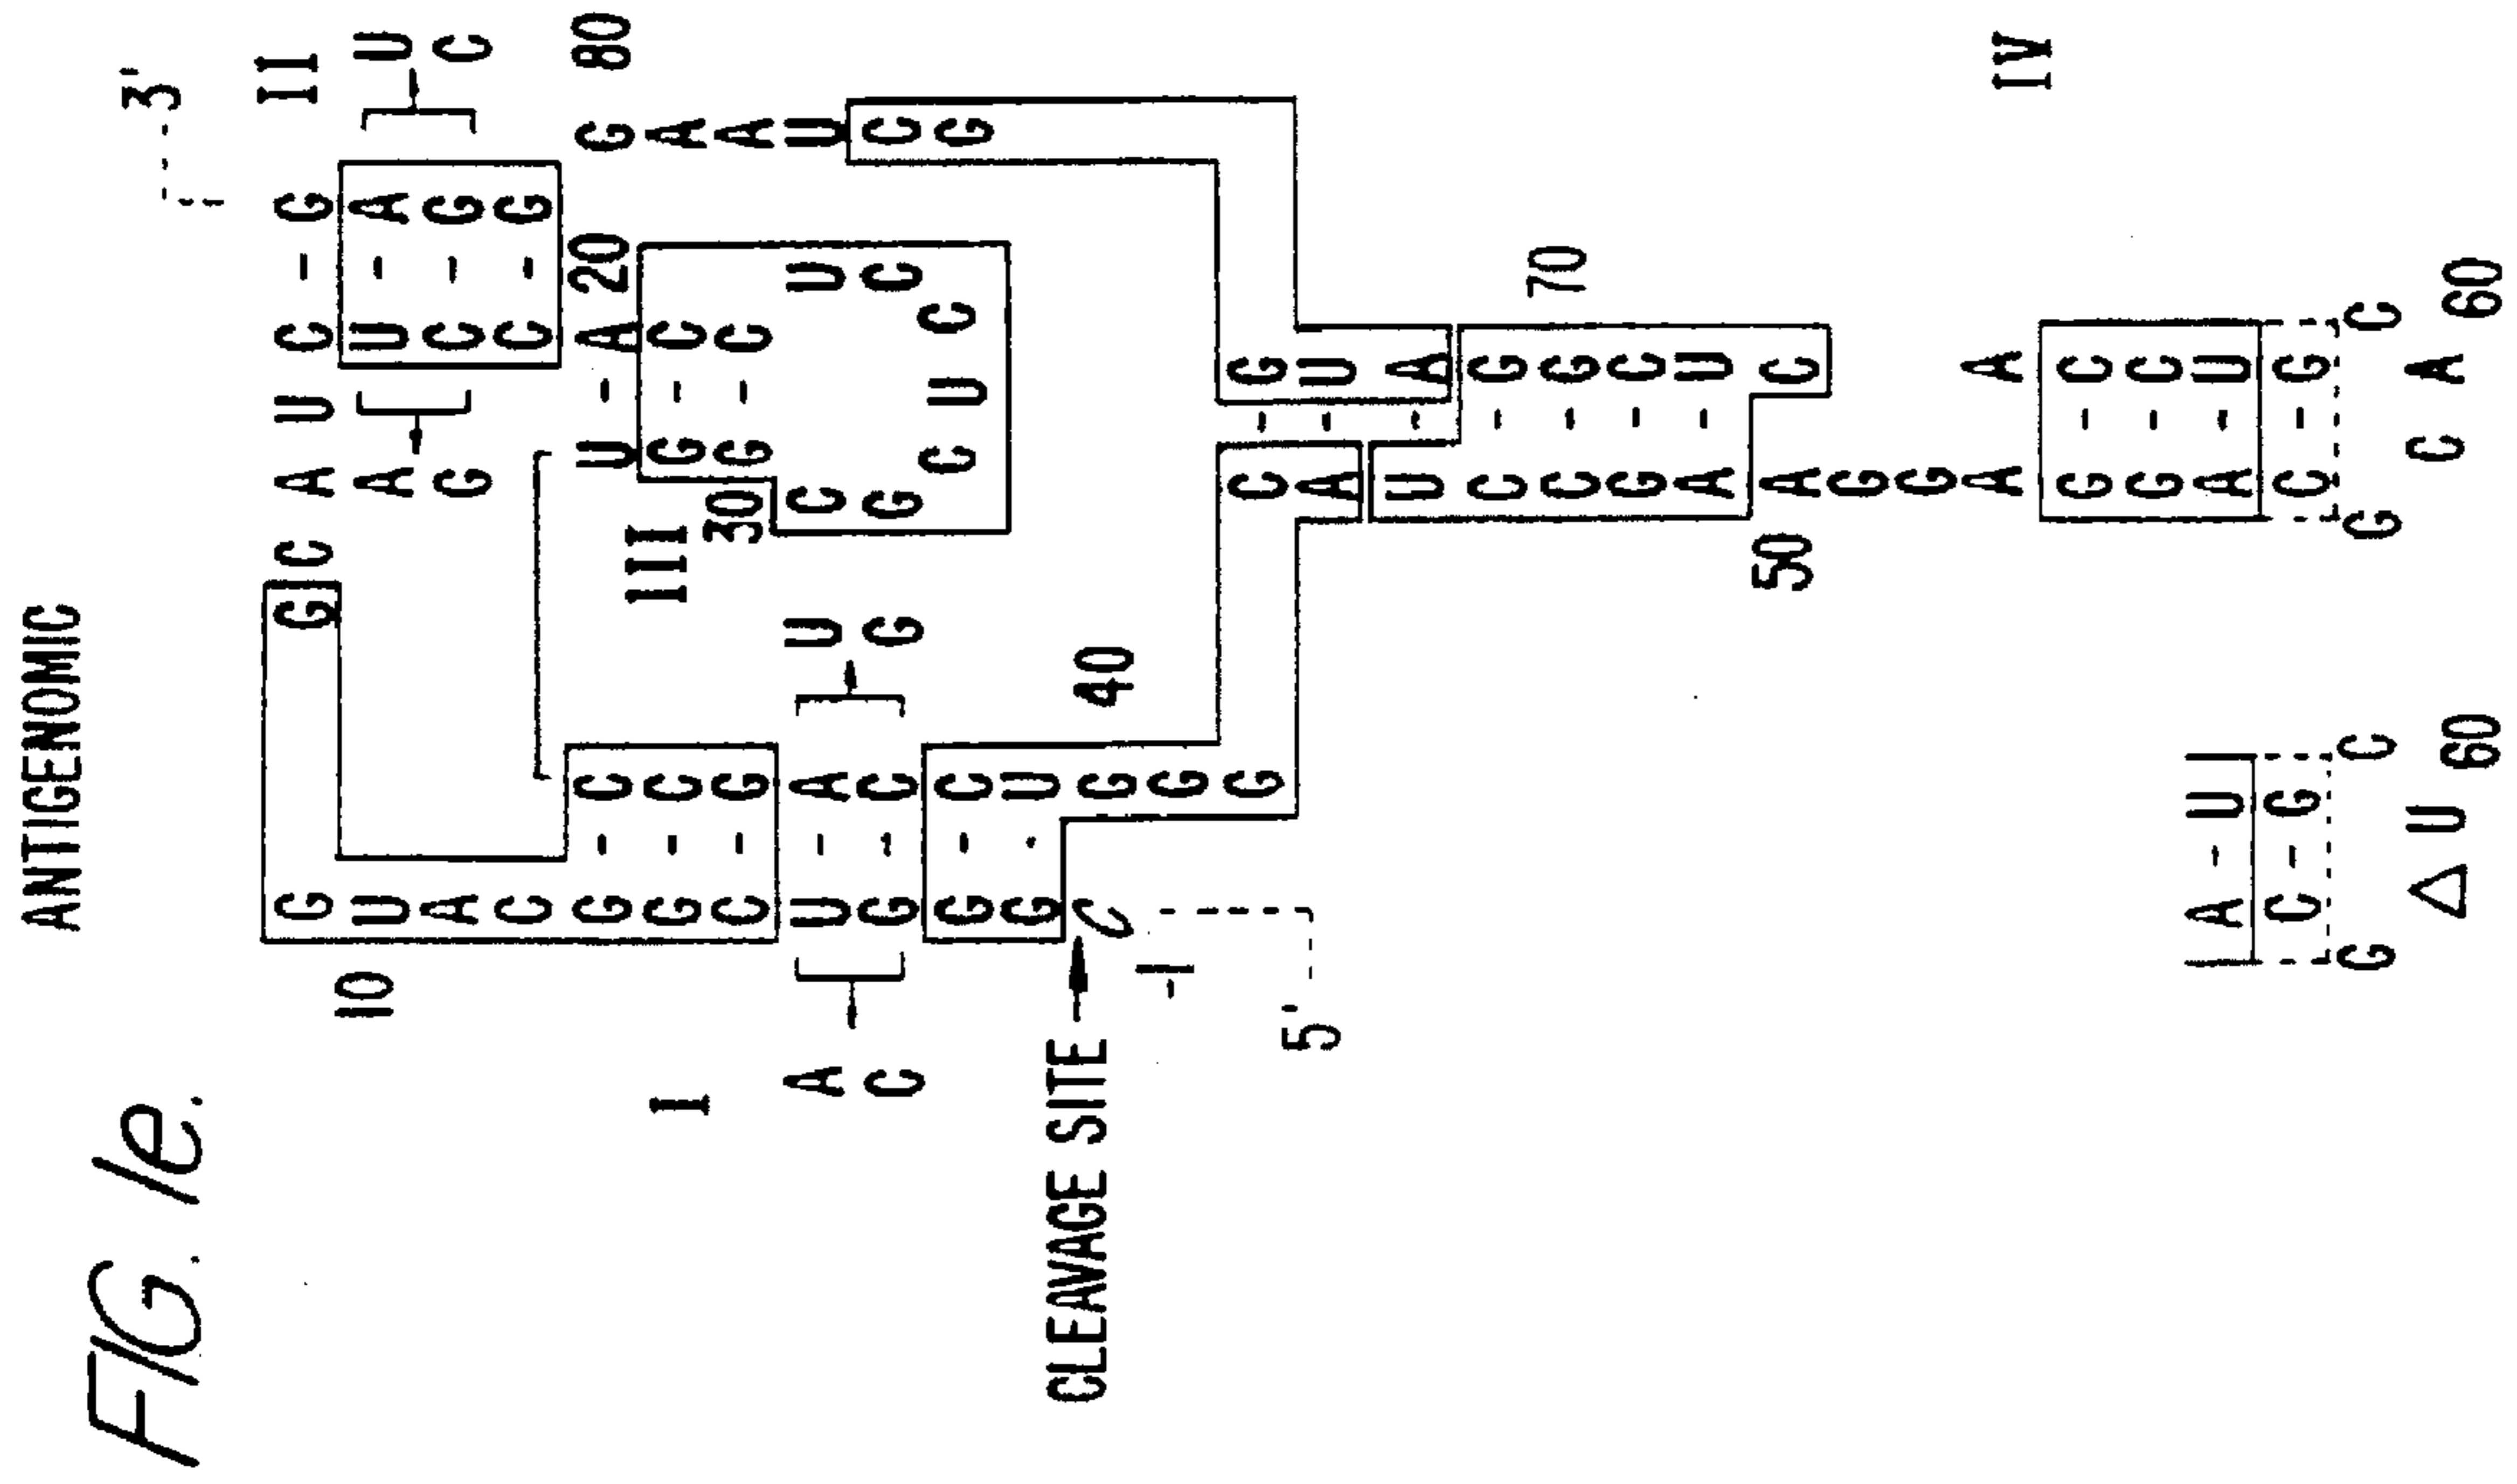 ANTIGENOMIC
FIG. 1e.
3'
G G C A U C - G II
10 U A U - A U
A G C - G C
C C - G
G - C U - A 20 G 80
I G - C III G - C A
C - G 30 G - C A
A U - A U C U U
C G - C G G C C
G - C C U C G
G · U
CLEAVAGE SITE C G 40
-1 G
G C - G
5' A - U
U - A
C - G
C - G 70
G - C
A - U
50 A C
G
G
A A IV
G - C
G - C
A - U A - U
C - G C - G
G C G C
△ U 60 C A 60